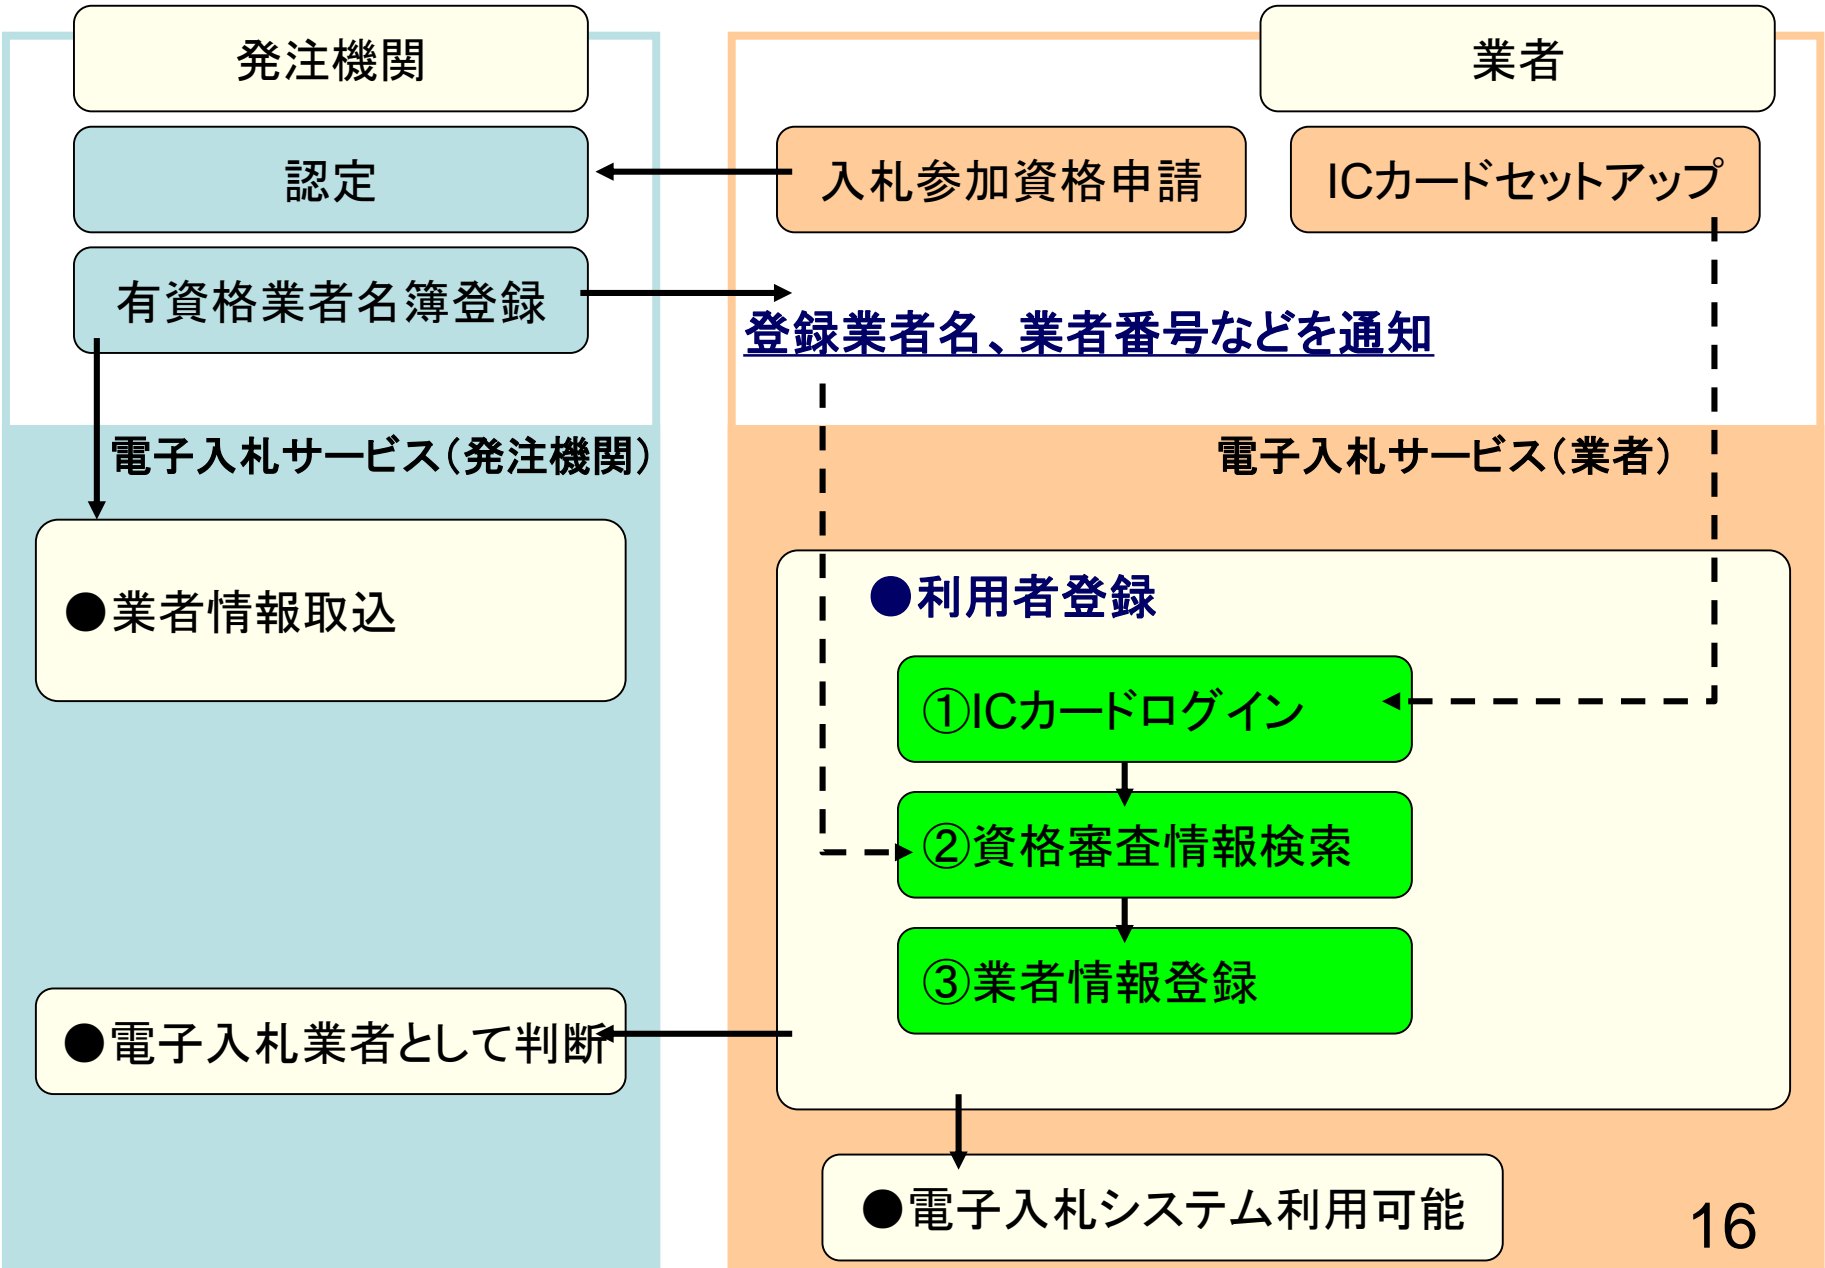 発注機関
業者
認定
入札参加資格申請
ICカードセットアップ
有資格業者名簿登録
登録業者名、業者番号などを通知
電子入札サービス(発注機関)
電子入札サービス(業者)
●業者情報取込
●利用者登録
①ICカードログイン
②資格審査情報検索
③業者情報登録
●電子入札業者として判断
●電子入札システム利用可能
16